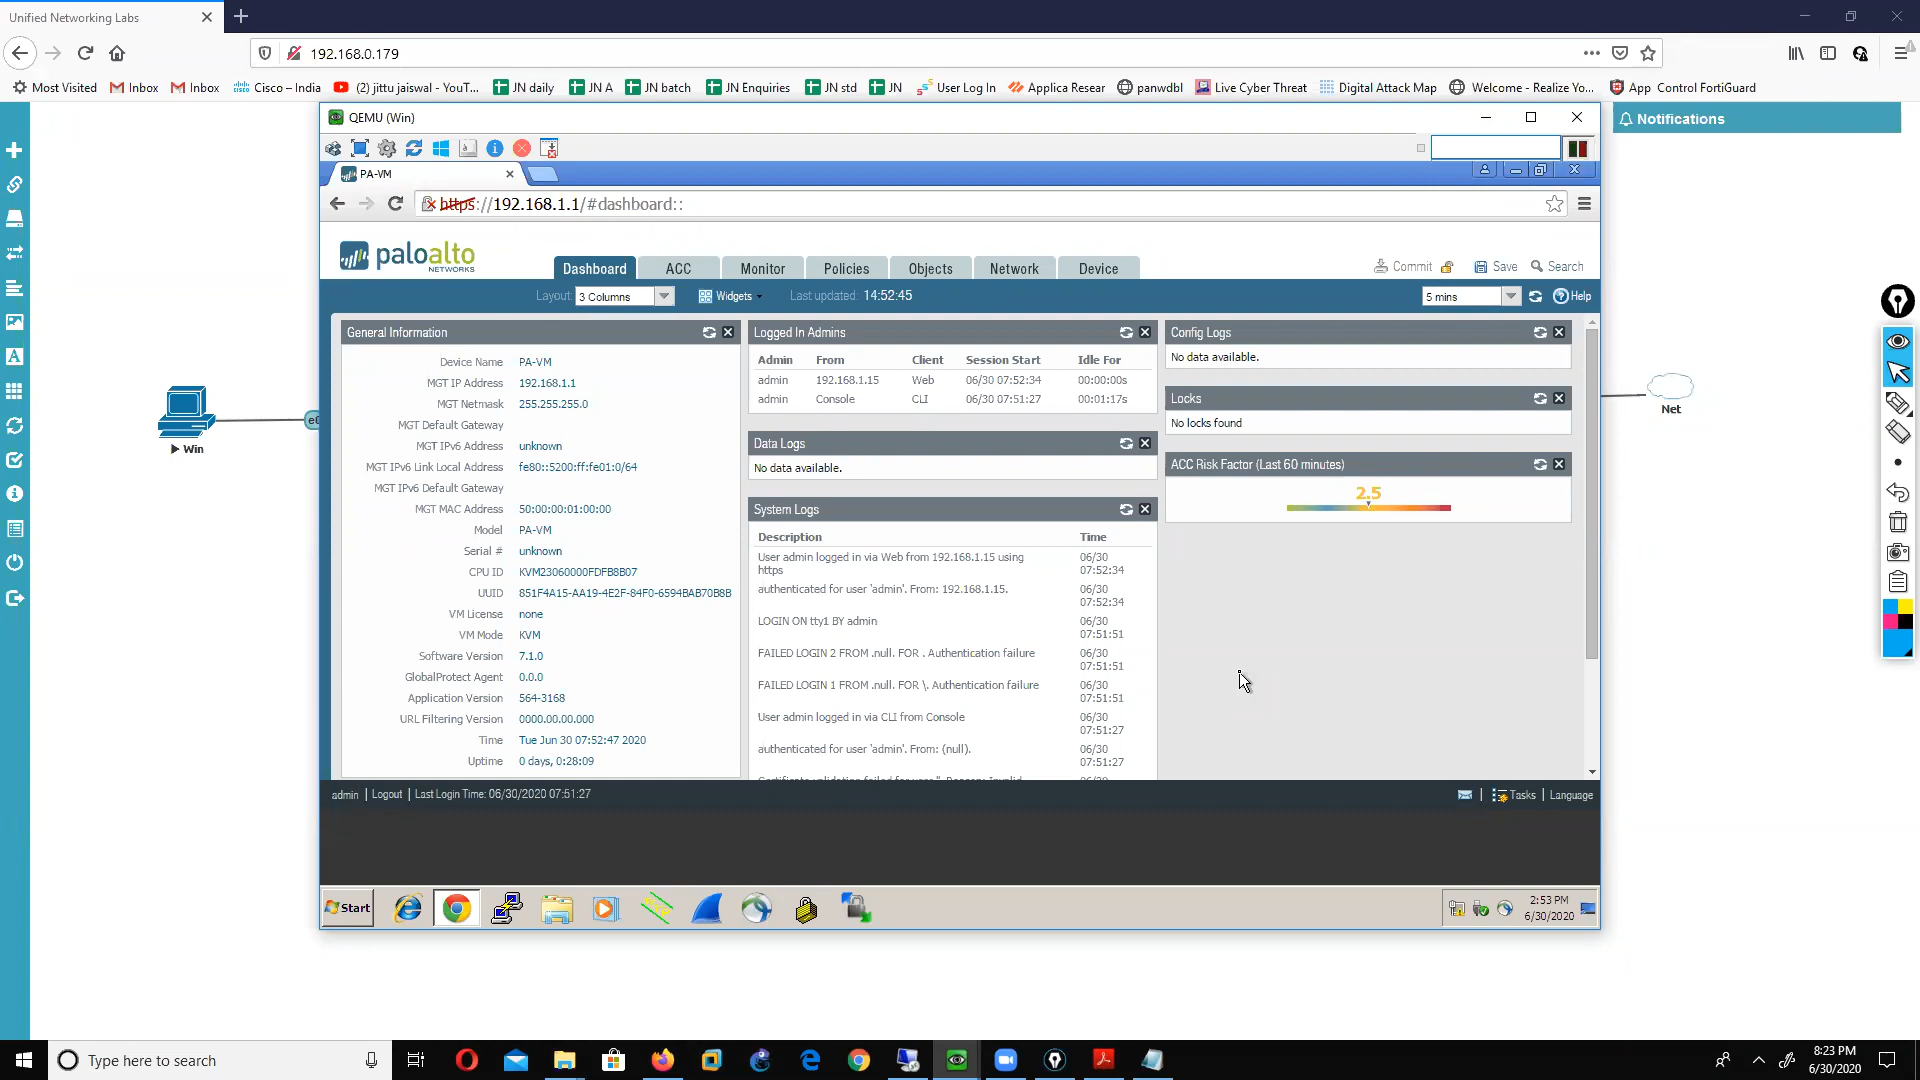 Unified Networking Labs
192.168.0.179
Most Visited Inbox Inbox Cisco – India (2) jittu jaiswal - YouT... JN daily JN A JN batch JN Enquiries JN std JN User Log In Applica Resear panwdbl Live Cyber Threat Digital Attack Map Welcome - Realize Yo... App Control FortiGuard
QEMU (Win)
Notifications
PA-VM
https://192.168.1.1/#dashboard::
paloalto
NETWORKS
Dashboard ACC Monitor Policies Objects Network Device
Commit Save Search
Layout: 3 Columns Widgets Last updated: 14:52:45 5 mins Help
General Information
Device Name PA-VM
MGT IP Address 192.168.1.1
MGT Netmask 255.255.255.0
MGT Default Gateway
MGT IPv6 Address unknown
MGT IPv6 Link Local Address fe80::5200:ff:fe01:0/64
MGT IPv6 Default Gateway
MGT MAC Address 50:00:00:01:00:00
Model PA-VM
Serial # unknown
CPU ID KVM23060000FDFB8B07
UUID 851F4A15-AA19-4E2F-84F0-6594BAB70B8B
VM License none
VM Mode KVM
Software Version 7.1.0
GlobalProtect Agent 0.0.0
Application Version 564-3168
URL Filtering Version 0000.00.00.000
Time Tue Jun 30 07:52:47 2020
Uptime 0 days, 0:28:09
Logged In Admins
Admin From Client Session Start Idle For
admin 192.168.1.15 Web 06/30 07:52:34 00:00:00s
admin Console CLI 06/30 07:51:27 00:01:17s
Data Logs
No data available.
System Logs
Description Time
User admin logged in via Web from 192.168.1.15 using https 06/30 07:52:34
authenticated for user 'admin'. From: 192.168.1.15. 06/30 07:52:34
LOGIN ON tty1 BY admin 06/30 07:51:51
FAILED LOGIN 2 FROM .null. FOR . Authentication failure 06/30 07:51:51
FAILED LOGIN 1 FROM .null. FOR \. Authentication failure 06/30 07:51:51
User admin logged in via CLI from Console 06/30 07:51:27
authenticated for user 'admin'. From: (null). 06/30 07:51:27
Config Logs
No data available.
Locks
No locks found
ACC Risk Factor (Last 60 minutes)
2.5
admin | Logout | Last Login Time: 06/30/2020 07:51:27
Tasks | Language
Win
Net
Start
2:53 PM
6/30/2020
Type here to search
8:23 PM
6/30/2020